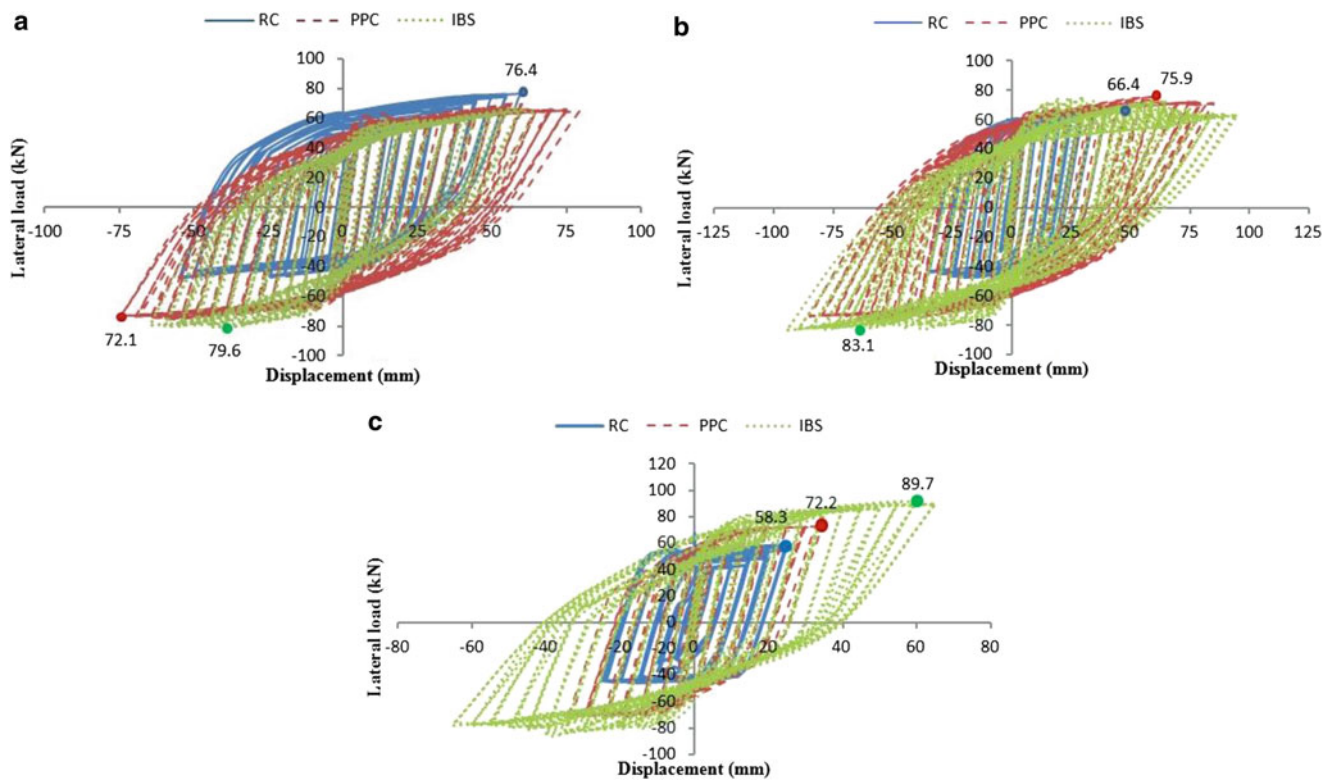 a
RC PPC IBS
100
80
60
40
20
0
-20
-40
-60
-80
-100
-100 -75 -50 -25 0 25 50 75 100
76.4
72.1
79.6
Lateral load (kN)
Displacement (mm)
b
RC PPC IBS
100
80
60
40
20
0
-20
-40
-60
-80
-100
-125 -100 -75 -50 -25 0 25 50 75 100 125
66.4 75.9
83.1
Lateral load (kN)
Displacement (mm)
c
RC PPC IBS
120
100
80
60
40
20
0
-20
-40
-60
-80
-100
-80 -60 -40 -20 0 20 40 60 80
58.3 72.2 89.7
Lateral load (kN)
Displacement (mm)